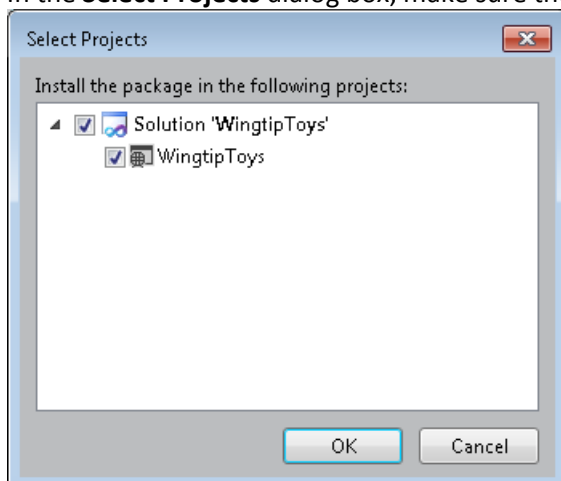 In the Select Projects dialog box, make sure th
Select Projects
Install the package in the following projects:
Solution 'WingtipToys'
WingtipToys
OK
Cancel